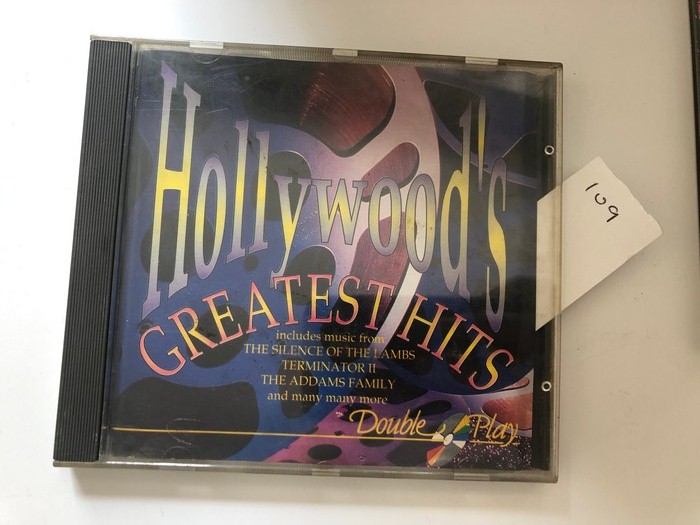 Hollywood's
GREATEST HITS
includes music from
THE SILENCE OF THE LAMBS
TERMINATOR II
THE ADDAMS FAMILY
and many many more
Double Play
109